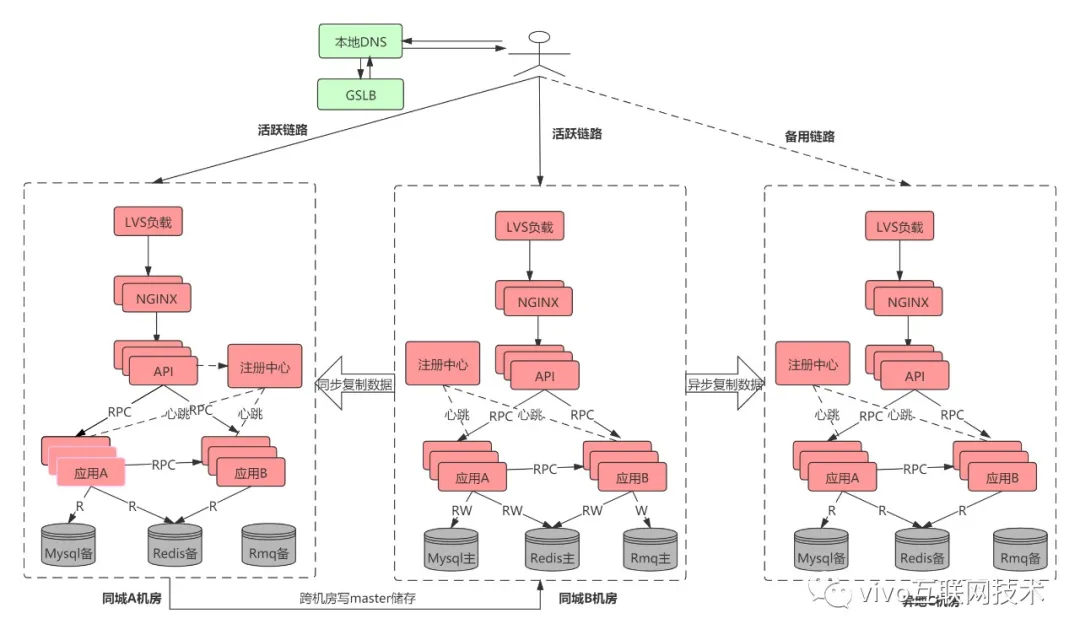 本地DNS
GSLB
活跃链路
活跃链路
备用链路
LVS负载
NGINX
API
注册中心
RPC
心跳
RPC
心跳
应用A
RPC
应用B
R
R
R
Mysql备
Redis备
Rmq备
同城A机房
同步复制数据
LVS负载
NGINX
注册中心
API
心跳
RPC
心跳
RPC
应用A
RPC
应用B
RW
RW
RW
W
Mysql主
Redis主
Rmq主
同城B机房
跨机房写master储存
异步复制数据
LVS负载
NGINX
注册中心
API
心跳
RPC
心跳
RPC
应用A
RPC
应用B
R
R
R
Mysql备
Redis备
Rmq备
异地C机房
vivo互联网技术